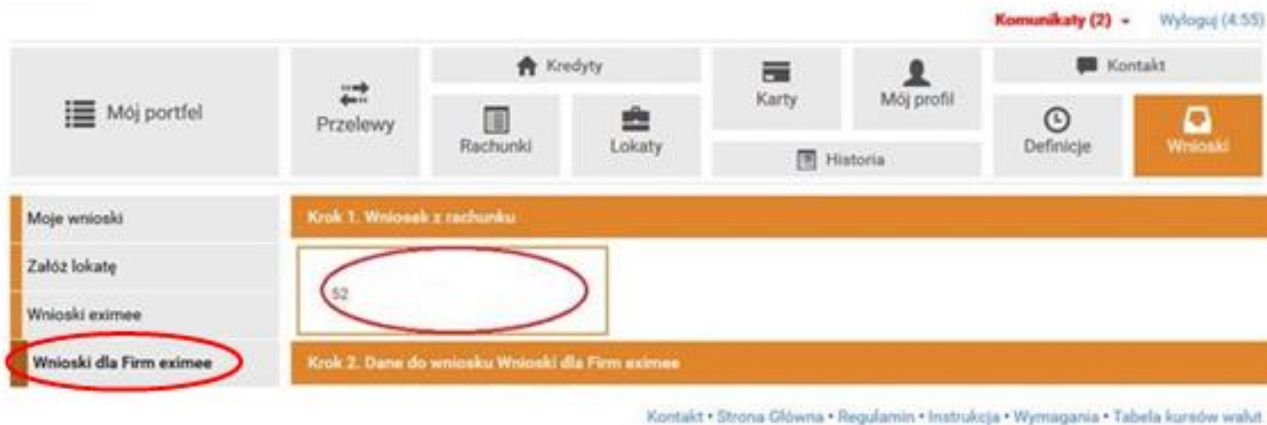 Komunikaty (2) Wyloguj (4:55)
Mój portfel
Przelewy
Kredyty
Rachunki
Lokaty
Karty
Mój profil
Historia
Kontakt
Definicje
Wnioski
Moje wnioski
Załóż lokatę
Wnioski eximee
Wnioski dla Firm eximee
Krok 1. Wniosek z rachunku
52
Krok 2. Dane do wniosku Wnioski dla Firm eximee
Kontakt • Strona Główna • Regulamin • Instrukcja • Wymagania • Tabela kursów walut